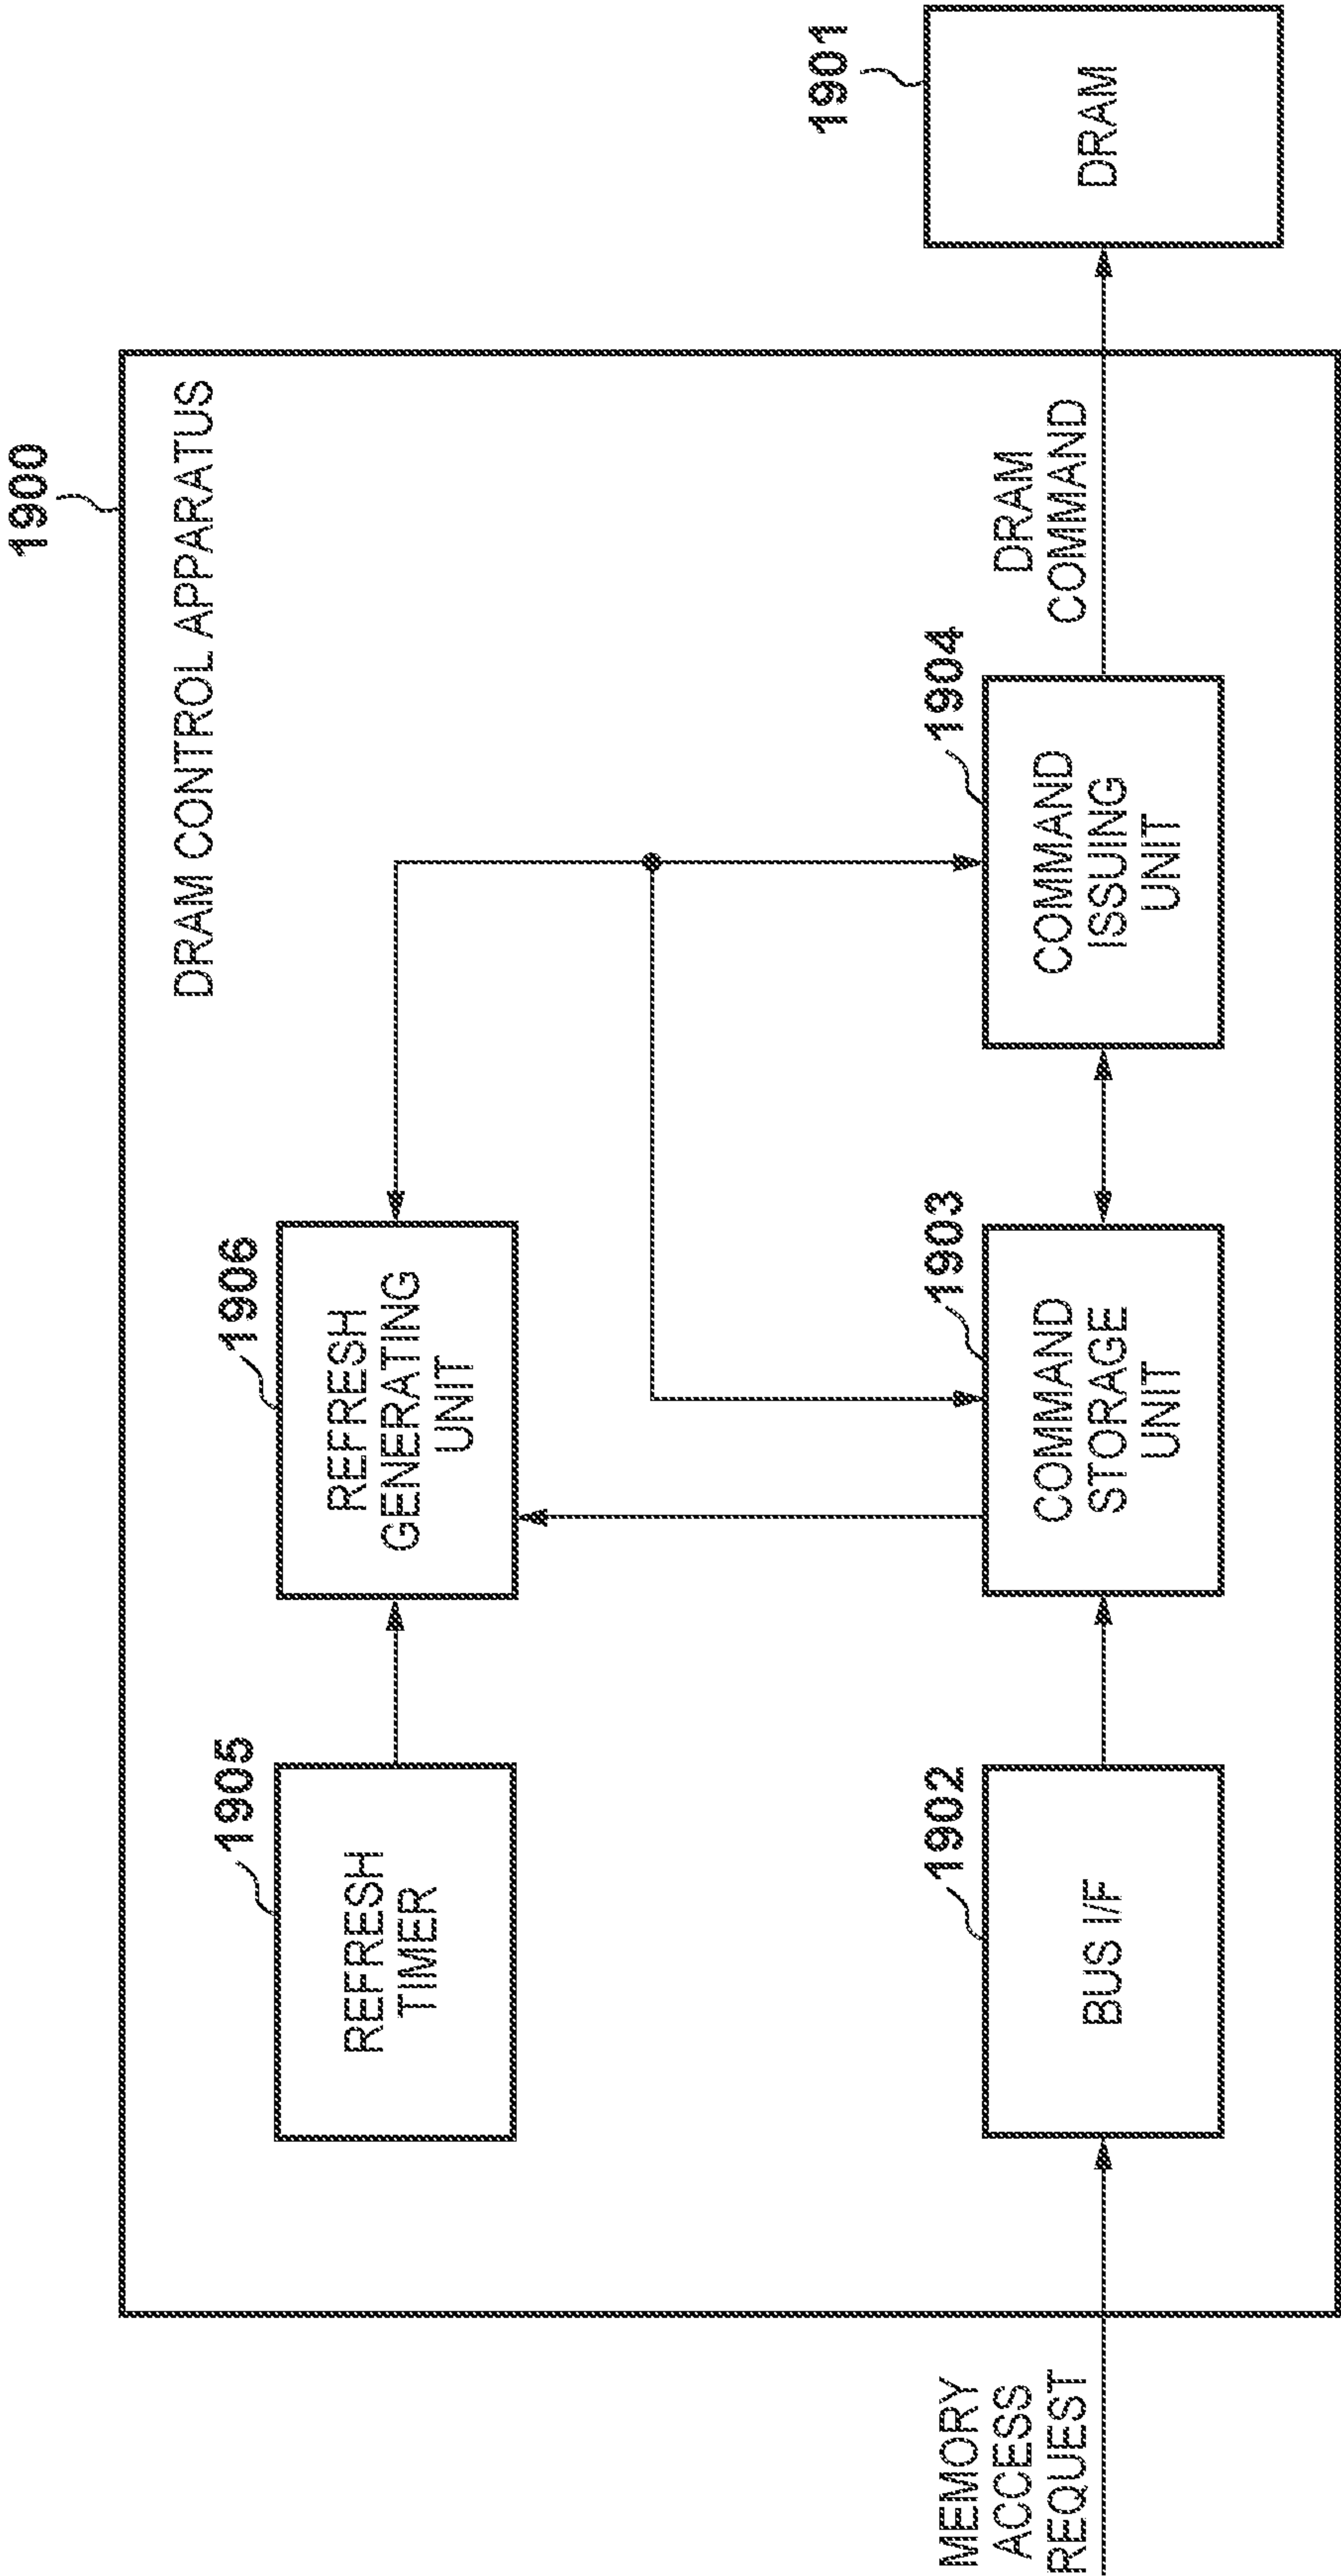 1900
DRAM CONTROL APPARATUS
1905
REFRESH
TIMER
1906
REFRESH
GENERATING
UNIT
1901
DRAM
MEMORY
ACCESS
REQUEST
1902
BUS I/F
1903
COMMAND
STORAGE
UNIT
1904
COMMAND
ISSUING
UNIT
DRAM
COMMAND